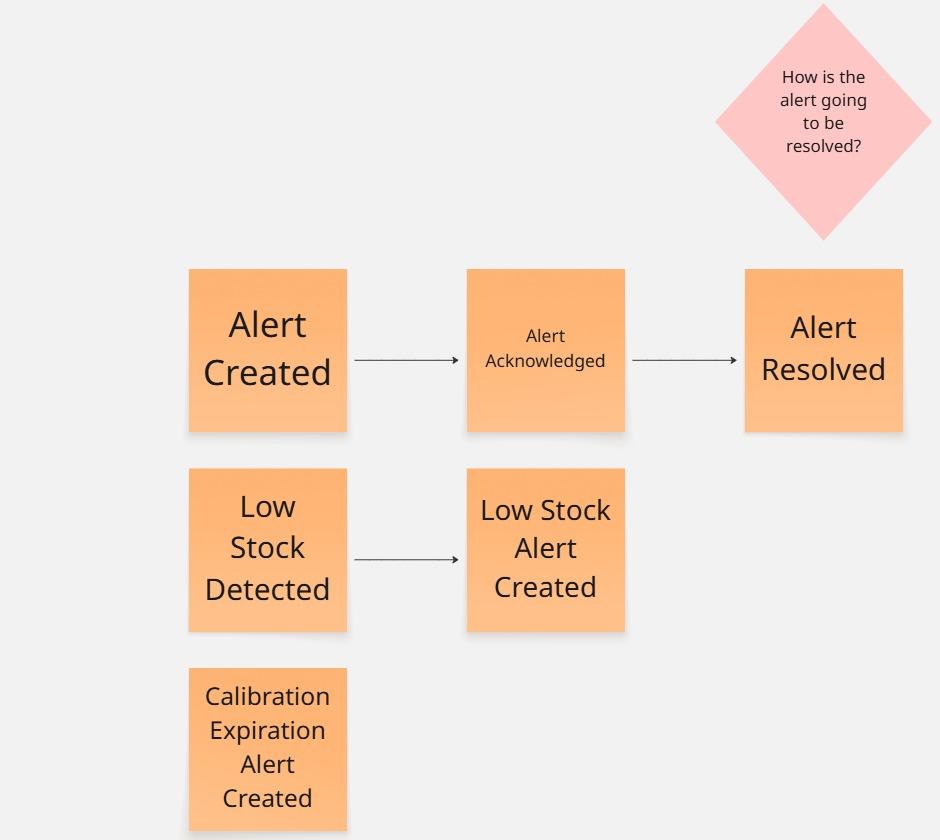 How is the
alert going
to be
resolved?
Alert
Created
Alert
Acknowledged
Alert
Resolved
Low
Stock
Detected
Low Stock
Alert
Created
Calibration
Expiration
Alert
Created